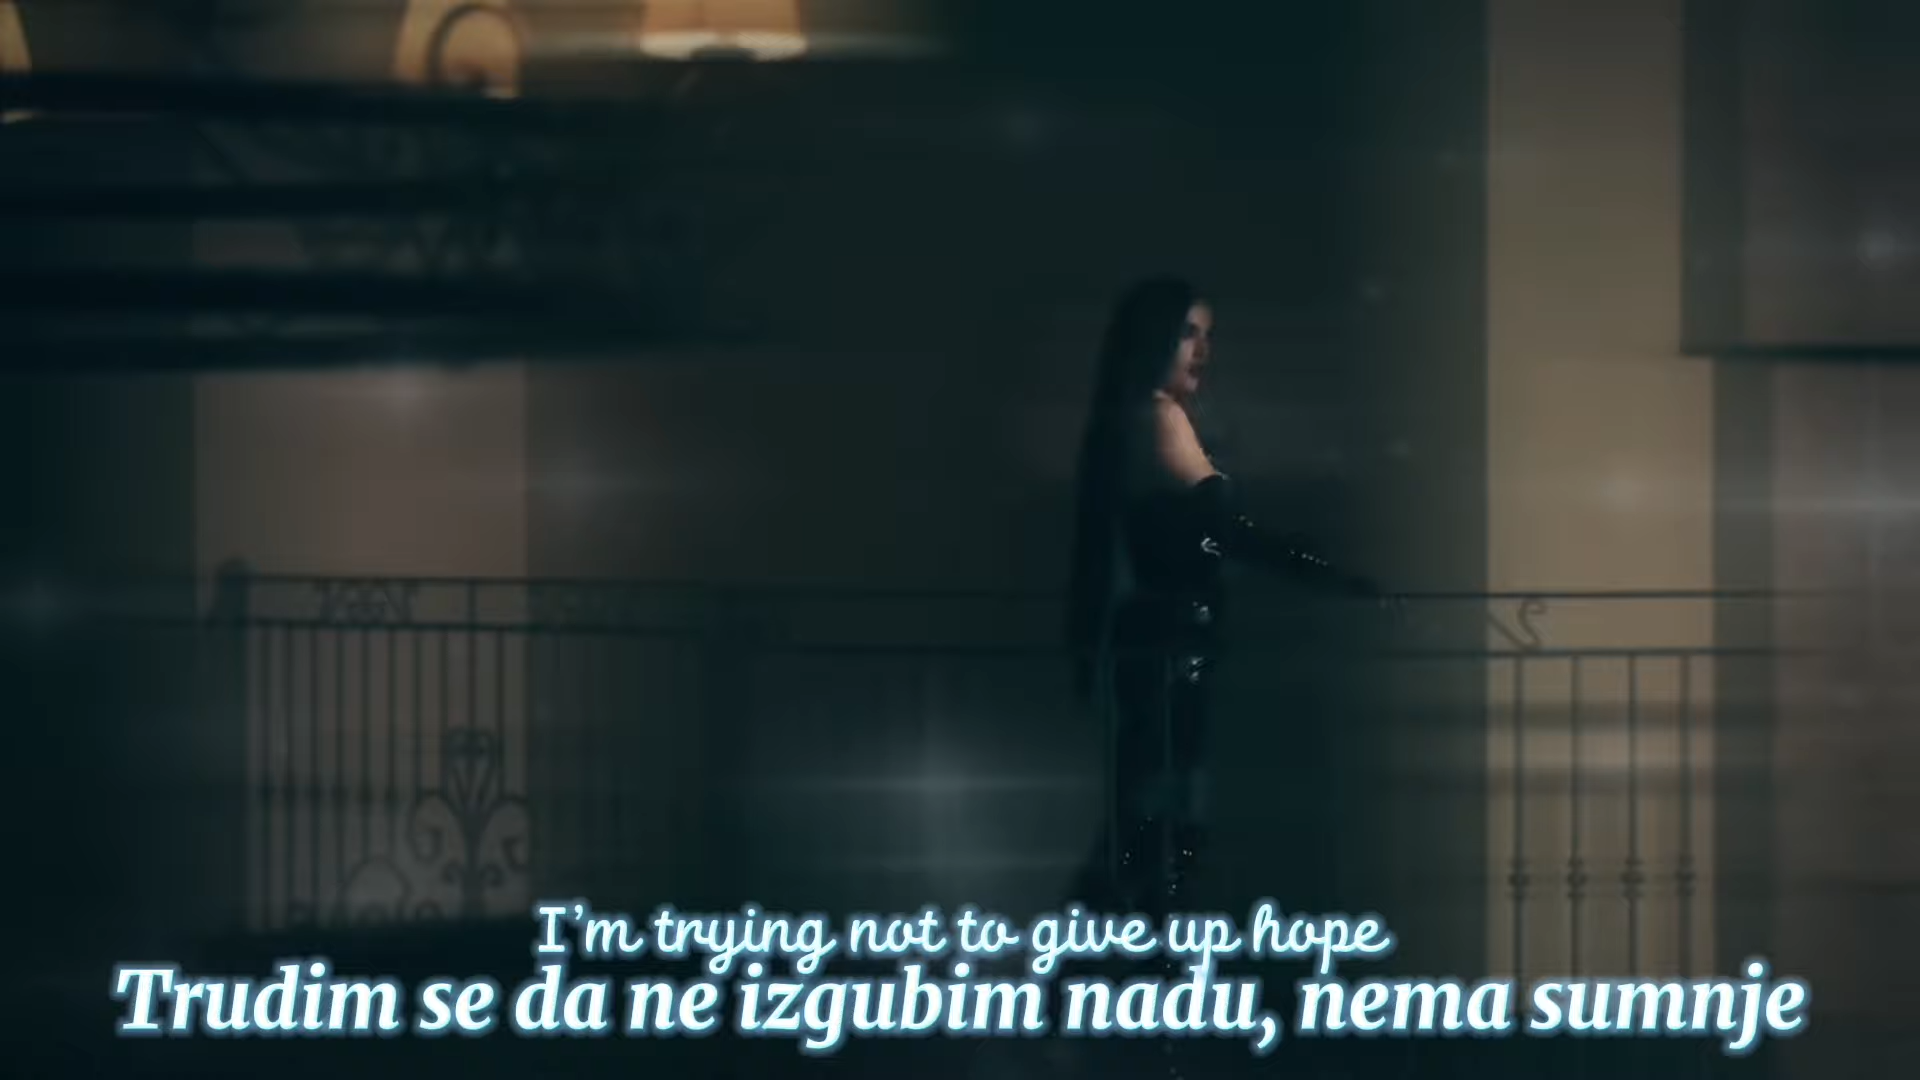 I'm trying not to give up hope
Trudim se da ne izgubim nadu, nema sumnje